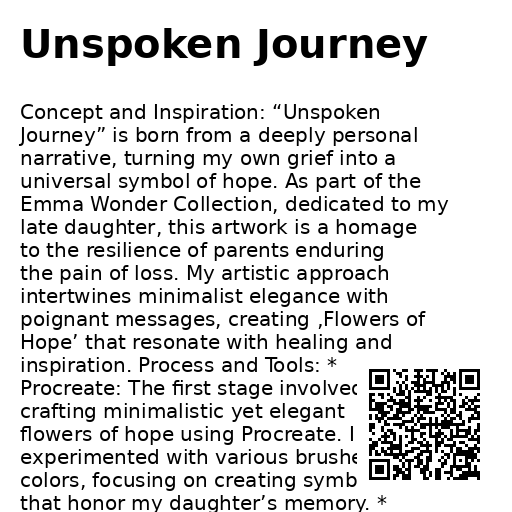 Unspoken Journey
Concept and Inspiration: “Unspoken
Journey” is born from a deeply personal
narrative, turning my own grief into a
universal symbol of hope. As part of the
Emma Wonder Collection, dedicated to my
late daughter, this artwork is a homage
to the resilience of parents enduring
the pain of loss. My artistic approach
intertwines minimalist elegance with
poignant messages, creating ‚Flowers of
Hope’ that resonate with healing and
inspiration. Process and Tools: *
Procreate: The first stage involved
crafting minimalistic yet elegant
flowers of hope using Procreate. I
experimented with various brushe
colors, focusing on creating symb
that honor my daughter’s memory. *